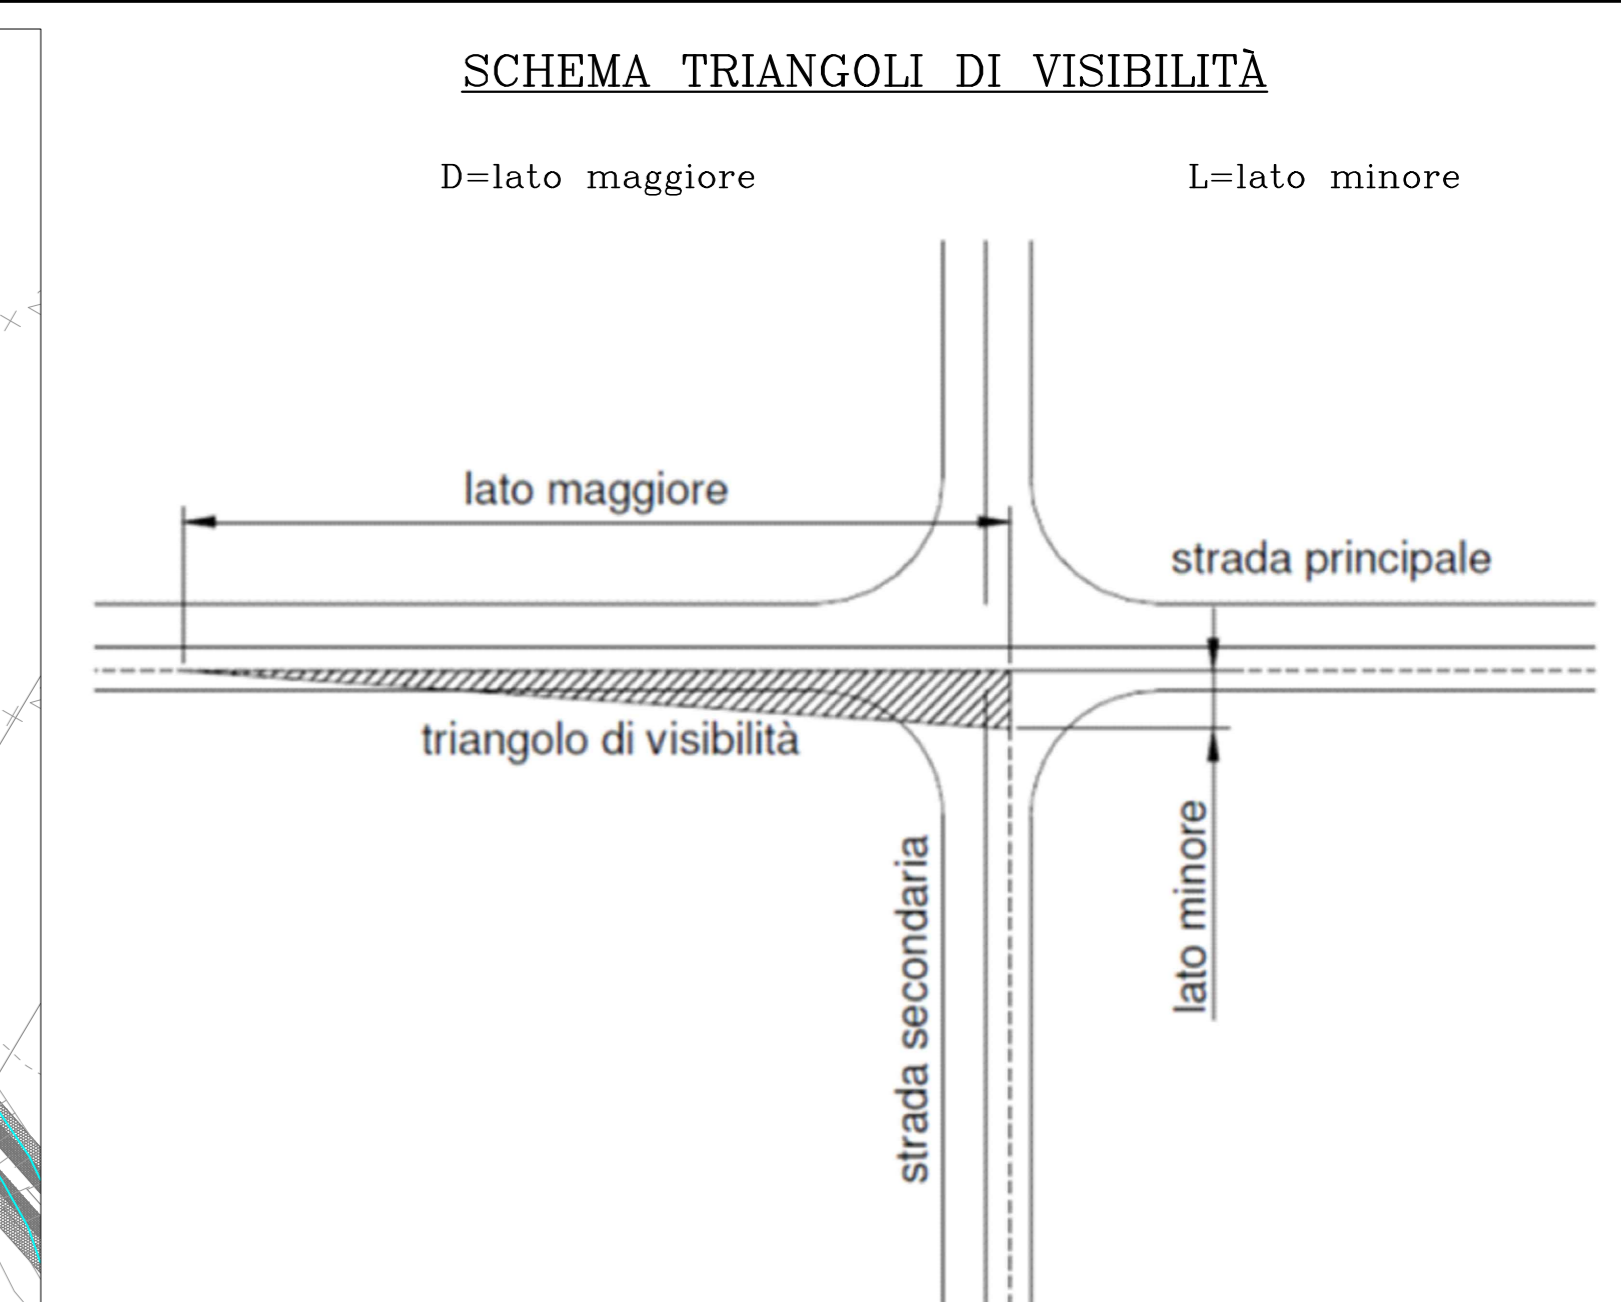 SCHEMA TRIANGOLI DI VISIBILITÀ
D=lato maggiore
L=lato minore
lato maggiore
strada principale
triangolo di visibilità
strada secondaria
lato minore